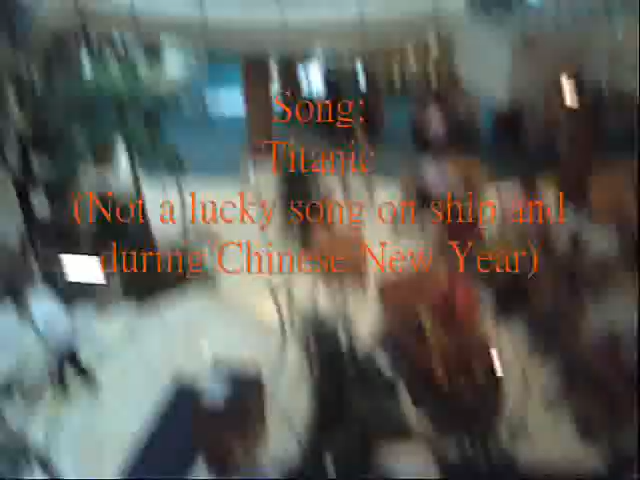 Song:
Titanic
(Not a lucky song on ship and
during Chinese New Year)